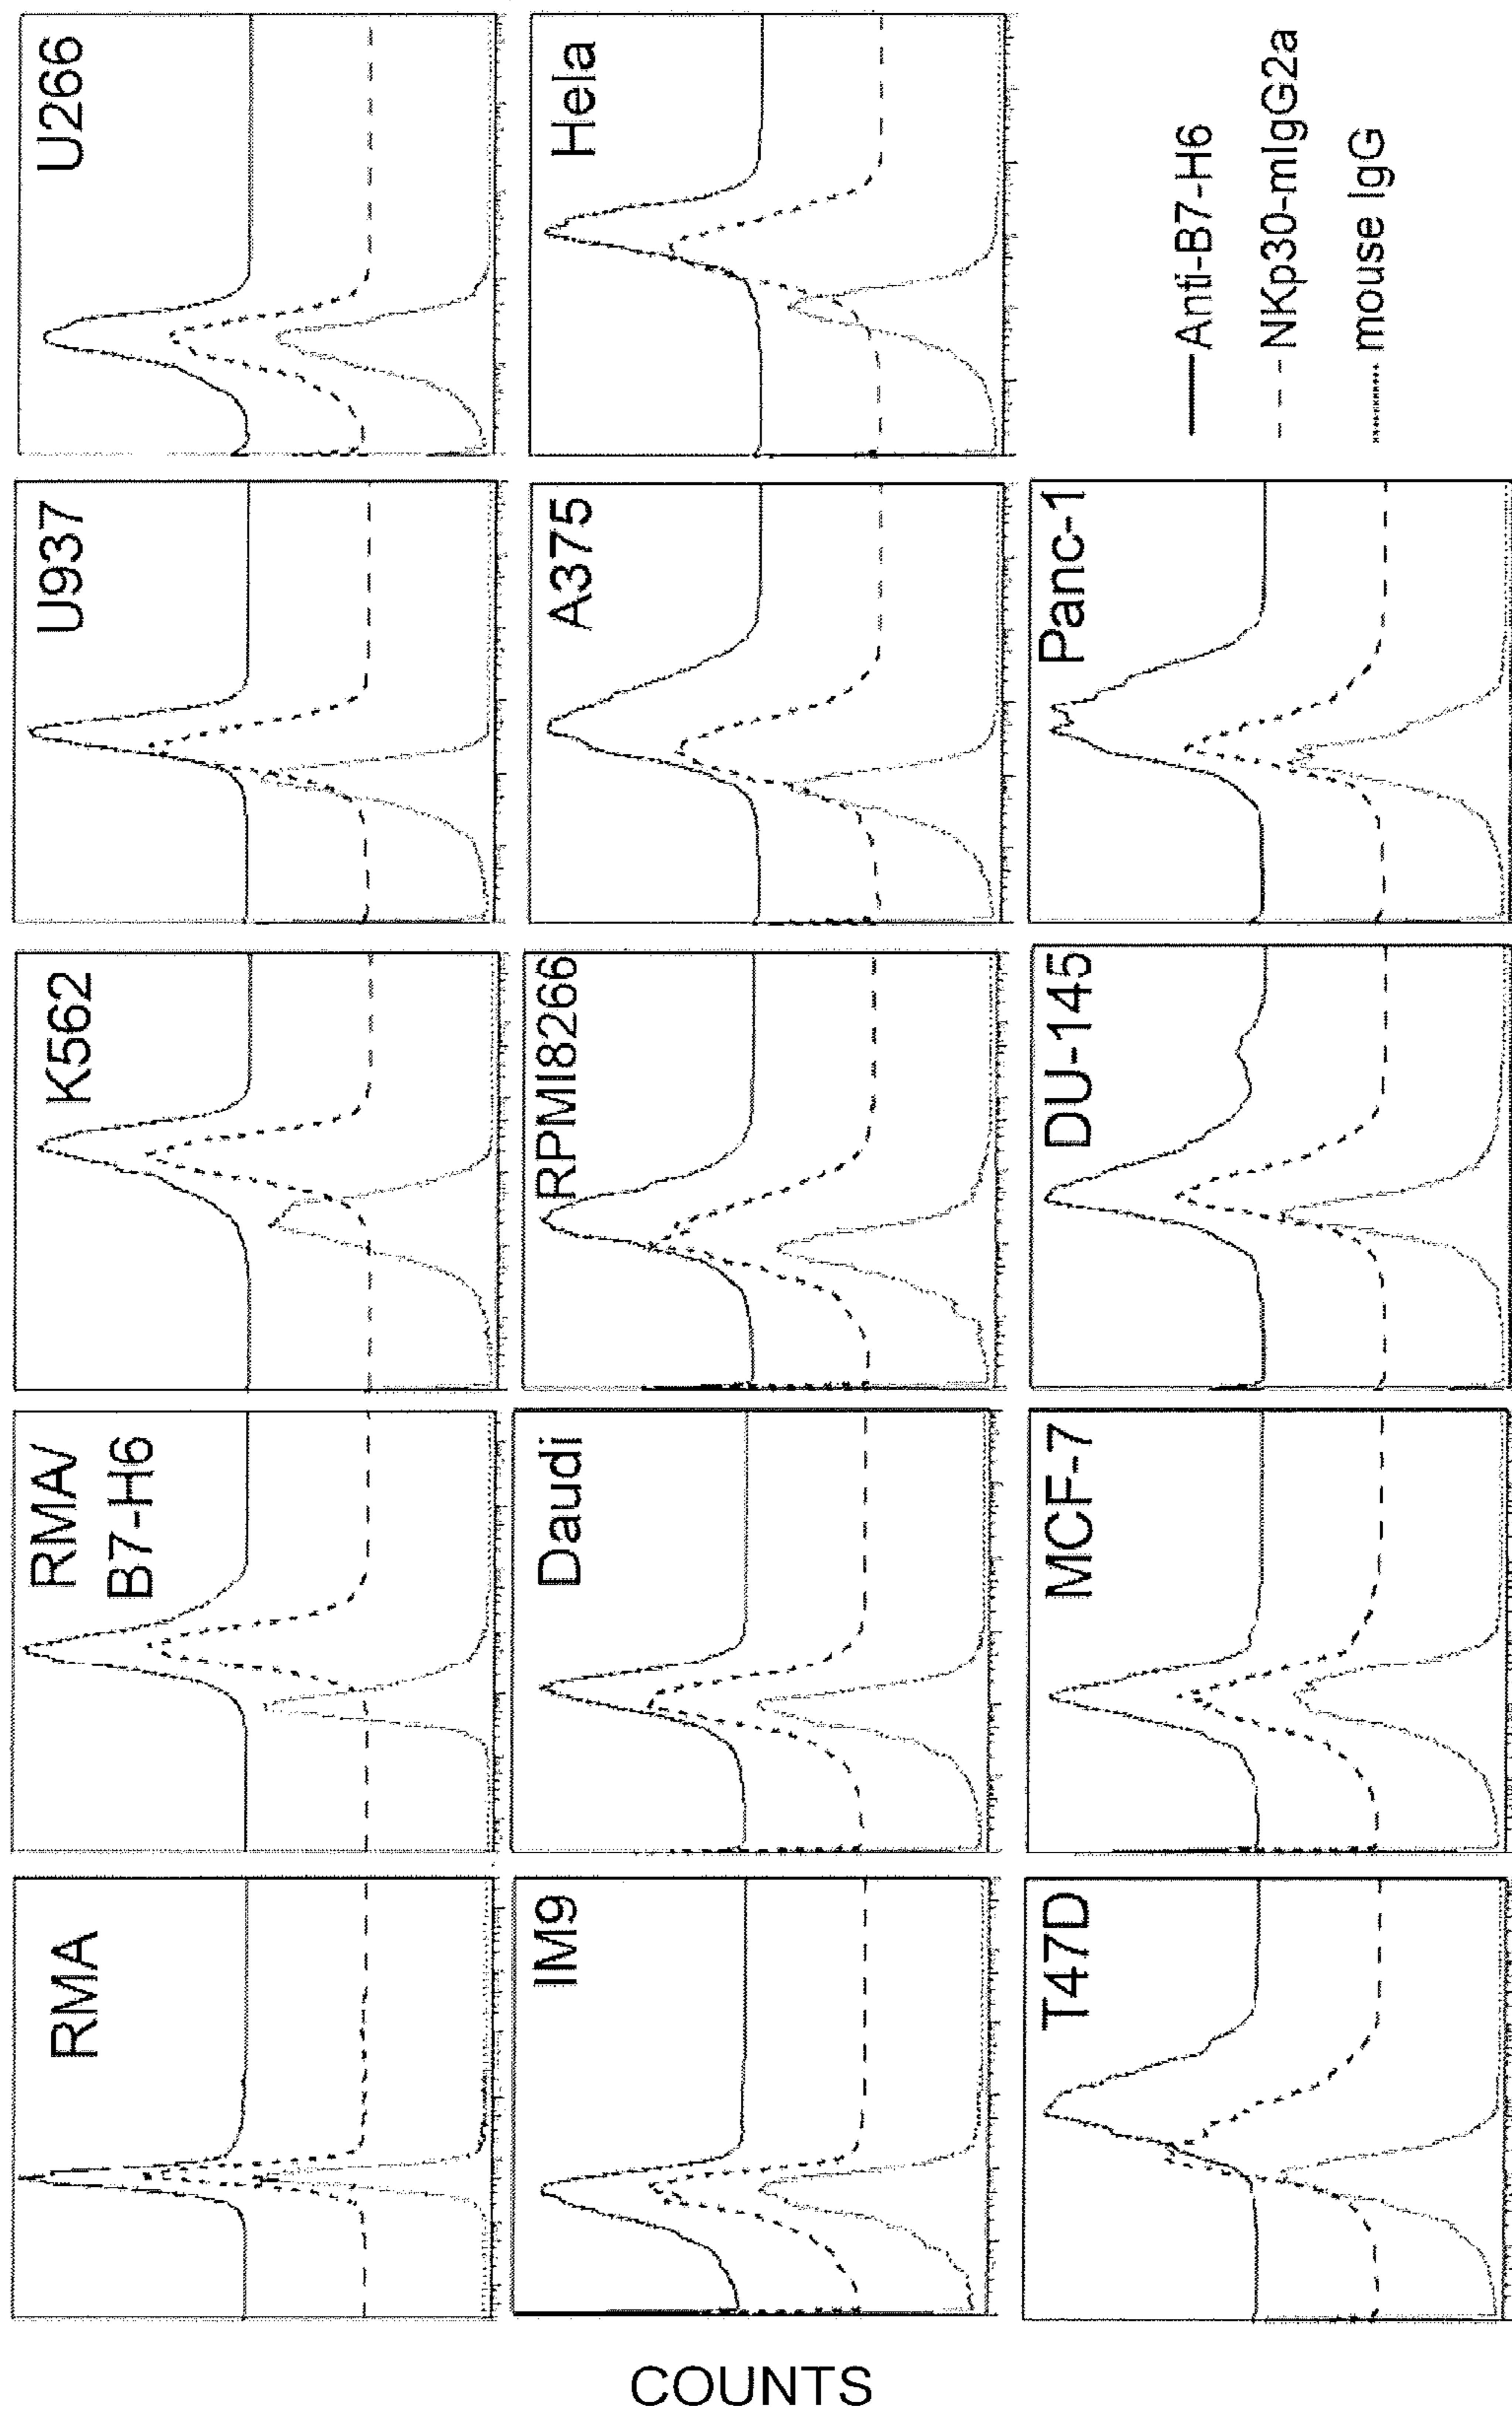 RMA
RMA/
B7-H6
K562
U937
U266
IM9
Daudi
RPMI8266
A375
Hela
T47D
MCF-7
DU-145
Panc-1
Anti-B7-H6
NKp30-mIgG2a
mouse IgG
COUNTS